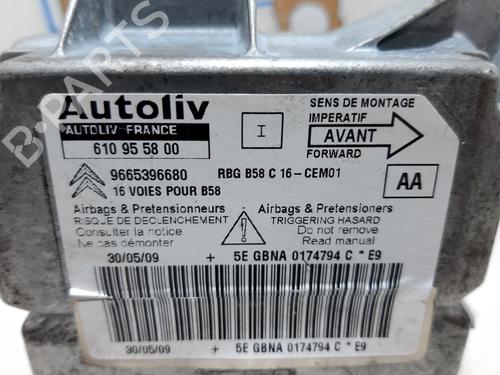 Autoliv
AUTOLIV FRANCE
610 95 58 00
I
SENS DE MONTAGE
IMPERATIF
AVANT
FORWARD
9665396680
RBG B58 C 16-CEM01
16 VOIES POUR B58
AA
Airbags & Pretensionneurs
RISQUE DE DECLENCHEMENT
Consulter la notice
Ne pas démonter
Airbags & Pretensioners
TRIGGERING HASARD
Do not remove
Read manual
30/05/09 + 5E GBNA 0174794 C * E9
30/05/09 + 5E GBNA 0174794 C * E9
B-PARTS